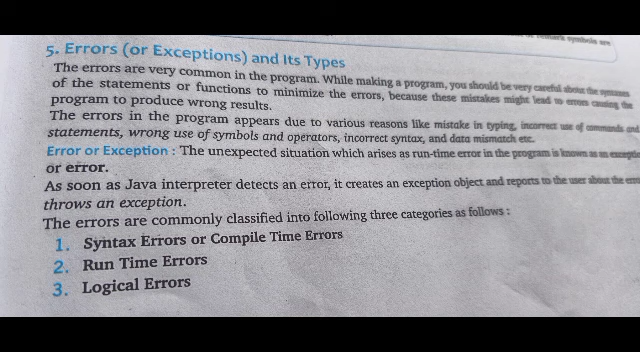 symbols are
5. Errors (or Exceptions) and Its Types
The errors are very common in the program. While making a program, you should be very careful about the
of the statements or functions to minimize the errors, because these mistakes might lead to errors causing the
program to produce wrong results.
The errors in the program appears due to various reasons like mistake in typing, incorrect use of commands and
statements, wrong use of symbols and operators, incorrect syntax, and data mismatch etc.
Error or Exception : The unexpected situation which arises as run-time error in the program is known as an
or error.
As soon as Java interpreter detects an error, it creates an exception object and reports to the user about the
throws an exception.
The errors are commonly classified into following three categories as follows :
1. Syntax Errors or Compile Time Errors
2. Run Time Errors
3. Logical Errors